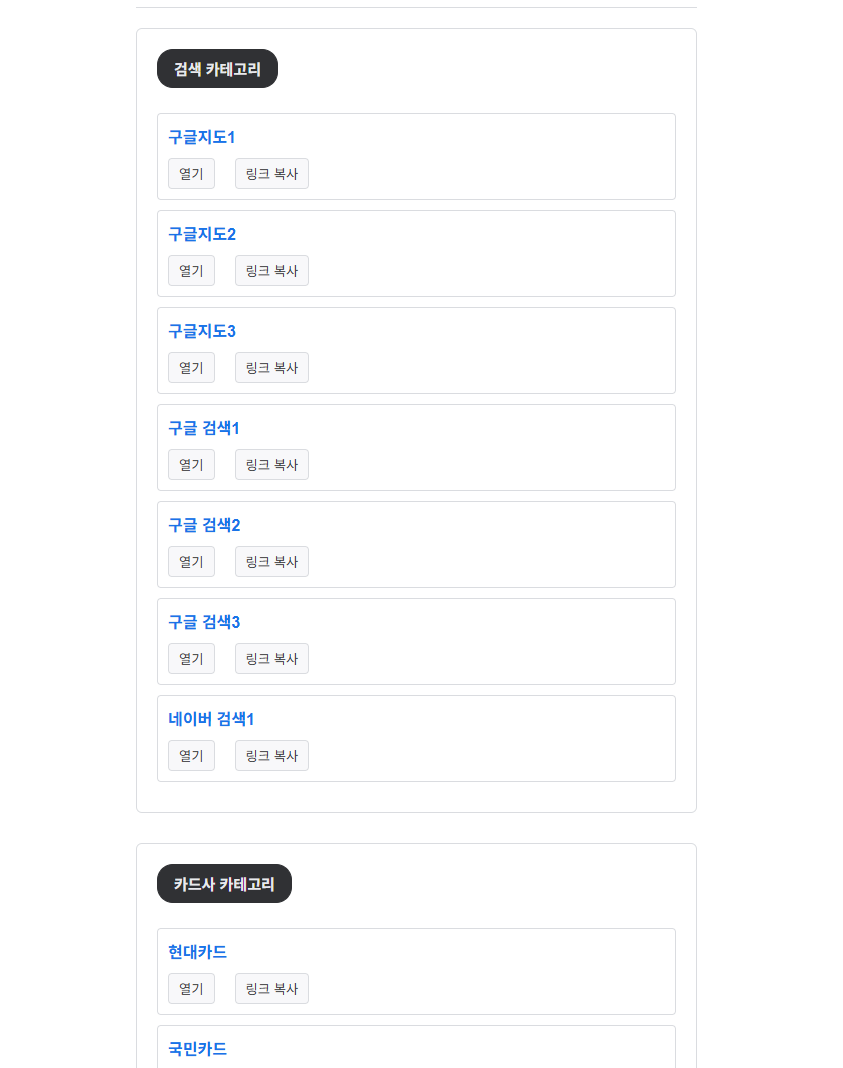 검색 카테고리
구글지도1
열기 링크 복사
구글지도2
열기 링크 복사
구글지도3
열기 링크 복사
구글 검색1
열기 링크 복사
구글 검색2
열기 링크 복사
구글 검색3
열기 링크 복사
네이버 검색1
열기 링크 복사
카드사 카테고리
현대카드
열기 링크 복사
국민카드